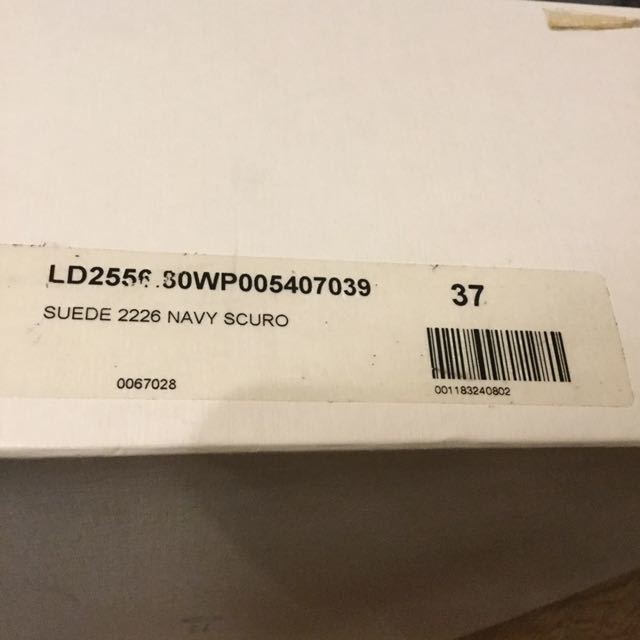 LD2556.80WP005407039
37
SUEDE 2226 NAVY SCURO
0067028
001183240802